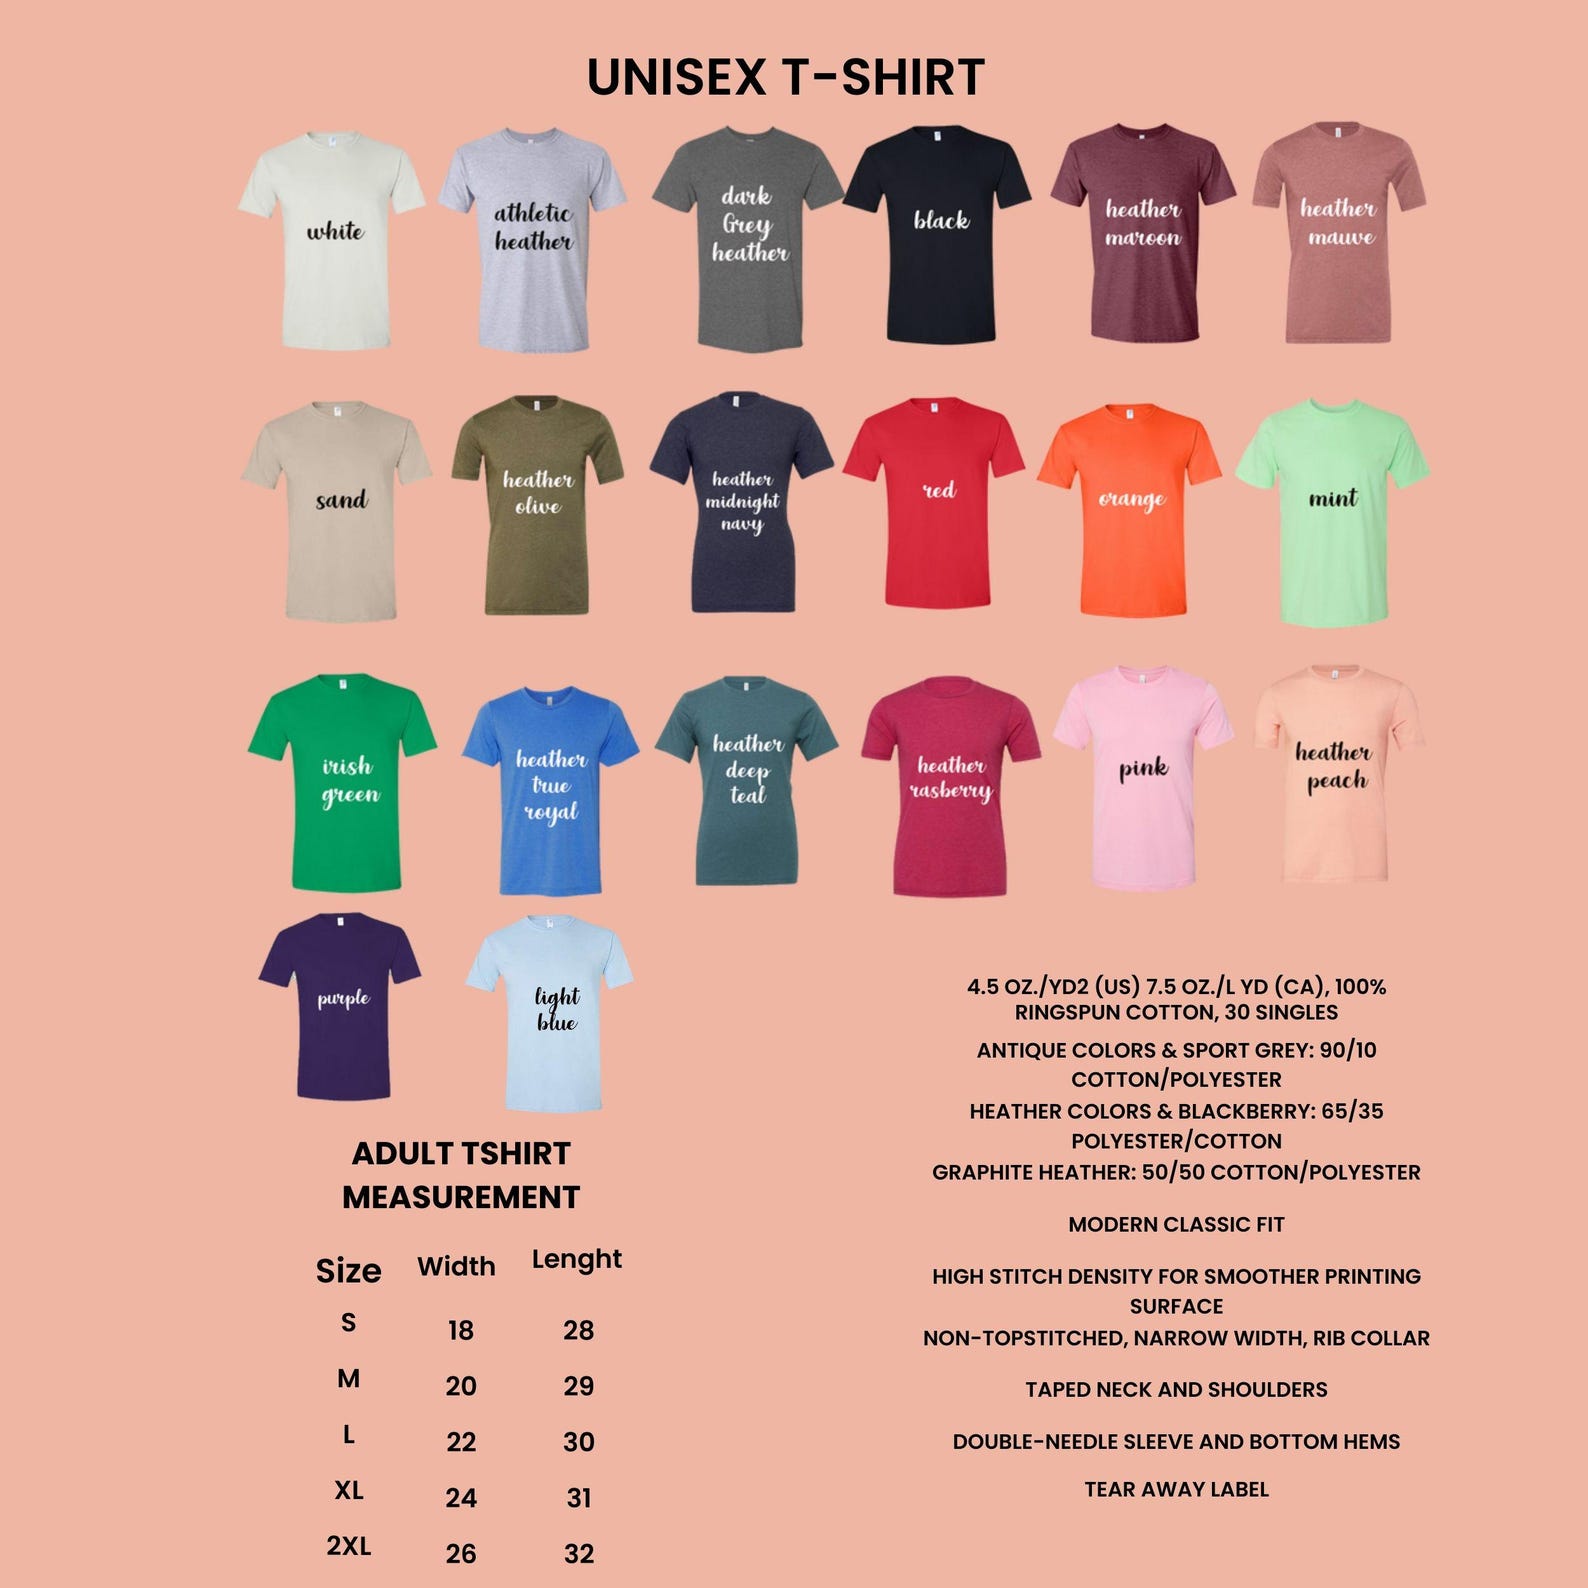 UNISEX T-SHIRT
white
athletic
heather
dark
Grey
heather
black
heather
maroon
heather
mauve
sand
heather
olive
heather
midnight
navy
red
orange
mint
irish
green
heather
true
royal
heather
deep
teal
heather
rasberry
pink
heather
peach
purple
light
blue
4.5 OZ./YD2 (US) 7.5 OZ./L YD (CA), 100%
RINGSPUN COTTON, 30 SINGLES
ANTIQUE COLORS & SPORT GREY: 90/10
COTTON/POLYESTER
HEATHER COLORS & BLACKBERRY: 65/35
POLYESTER/COTTON
GRAPHITE HEATHER: 50/50 COTTON/POLYESTER
MODERN CLASSIC FIT
HIGH STITCH DENSITY FOR SMOOTHER PRINTING
SURFACE
NON-TOPSTITCHED, NARROW WIDTH, RIB COLLAR
TAPED NECK AND SHOULDERS
DOUBLE-NEEDLE SLEEVE AND BOTTOM HEMS
TEAR AWAY LABEL
ADULT TSHIRT
MEASUREMENT
Size Width Lenght
S 18 28
M 20 29
L 22 30
XL 24 31
2XL 26 32